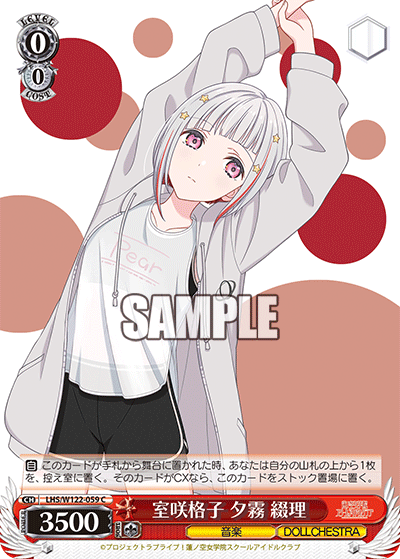 LEVEL
0
0
COST
Pear
SAMPLE
自 このカードが手札から舞台に置かれた時、あなたは自分の山札の上から1枚
を、控え室に置く。そのカードがCXなら、このカードをストック置場に置く。
CH LHS/W122-059 C
室咲格子 夕霧 綴理
3500
音楽
DOLLCHESTRA
©プロジェクトラブライブ!蓮ノ空女学院スクールアイドルクラブ